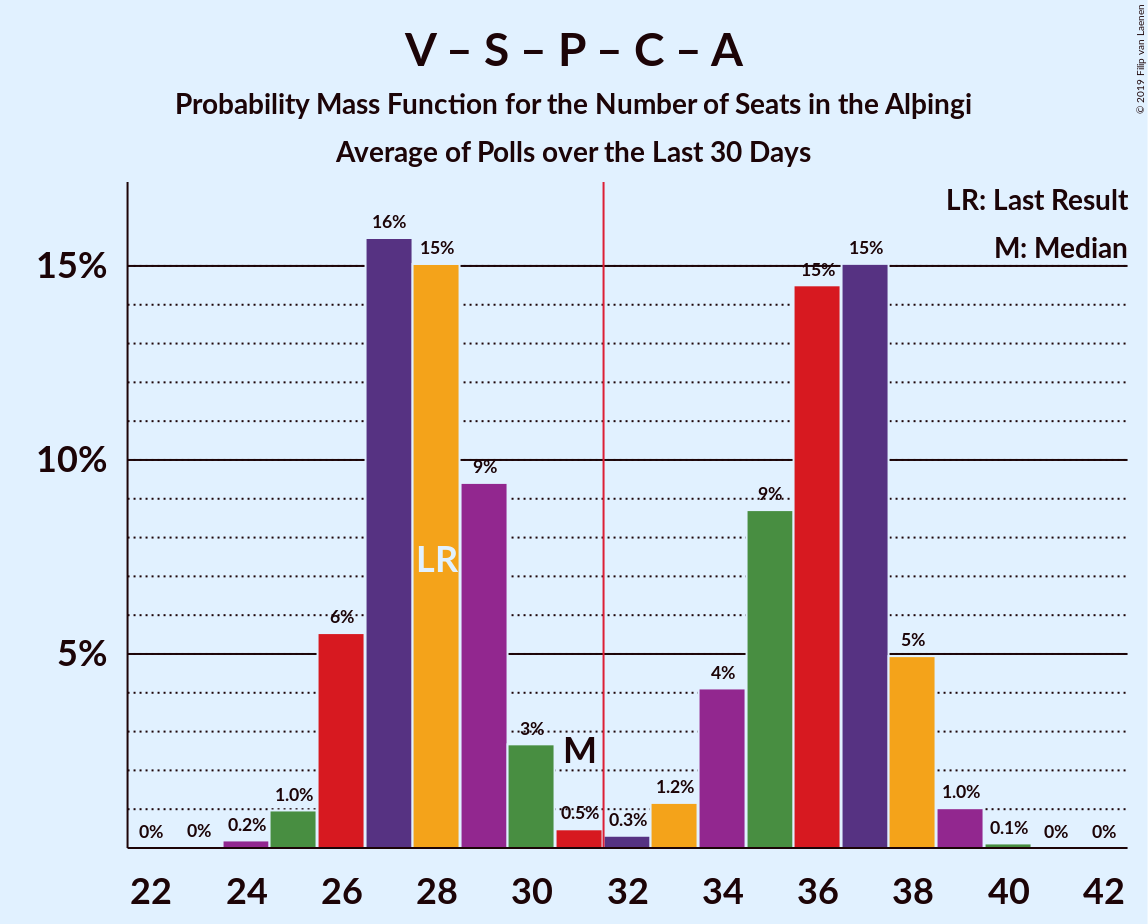 V – S – P – C – A
Probability Mass Function for the Number of Seats in the Alþingi
Average of Polls over the Last 30 Days
© 2019 Filip van Laenen
LR: Last Result
M: Median
15%
10%
5%
0%
0%
0.2%
1.0%
6%
16%
15%
9%
3%
0.5%
0.3%
1.2%
4%
9%
15%
15%
5%
1.0%
0.1%
0%
0%
LR
M
22 24 26 28 30 32 34 36 38 40 42